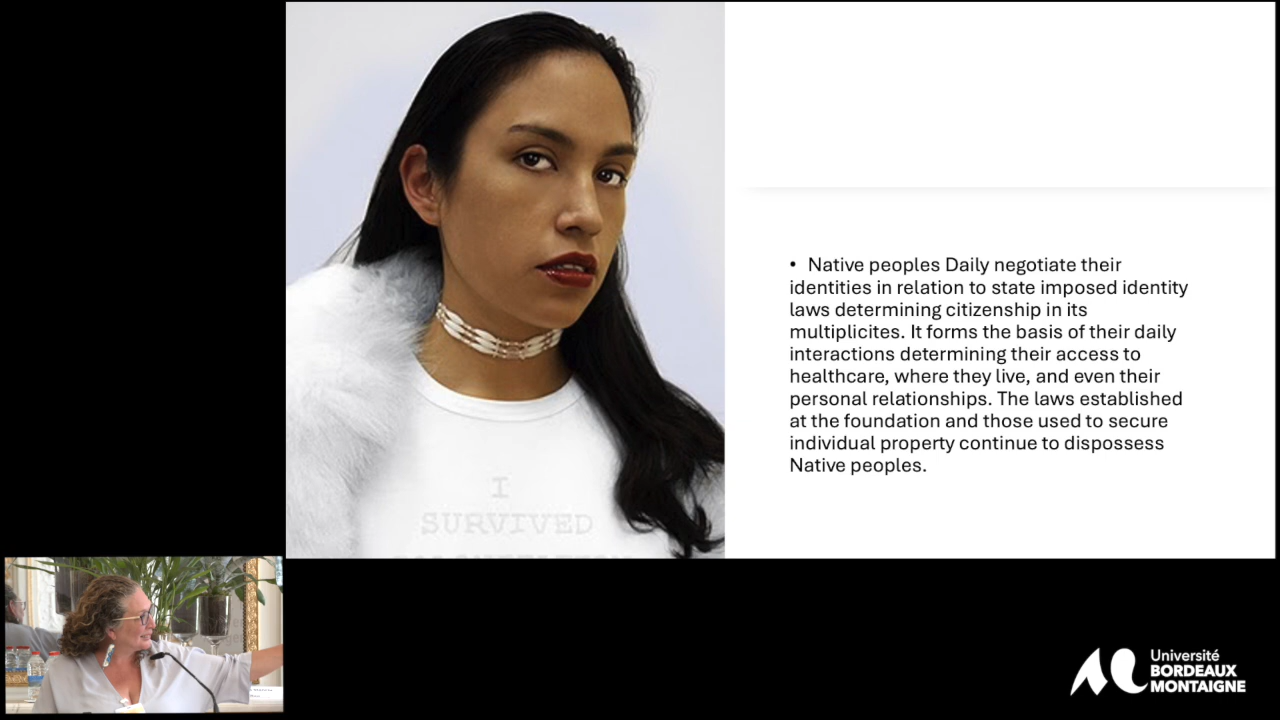 I
SURVIVED
• Native peoples Daily negotiate their
identities in relation to state imposed identity
laws determining citizenship in its
multiplicites. It forms the basis of their daily
interactions determining their access to
healthcare, where they live, and even their
personal relationships. The laws established
at the foundation and those used to secure
individual property continue to dispossess
Native peoples.
Université
BORDEAUX
MONTAIGNE